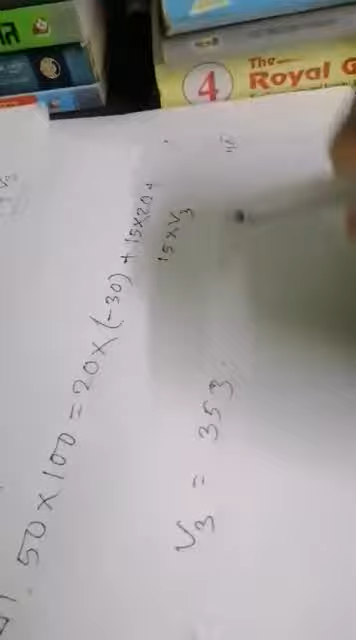 4
The
Royal G
50 × 100 = 20 × (-30) + 15×20 +
15×V₃
V₃ = 353